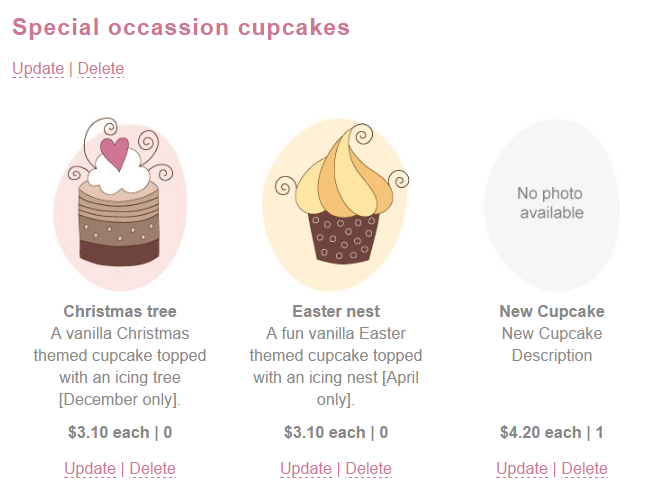 Special occassion cupcakes
Update | Delete
No photo
available
Christmas tree
A vanilla Christmas
themed cupcake topped
with an icing tree
[December only].
$3.10 each | 0
Update | Delete
Easter nest
A fun vanilla Easter
themed cupcake topped
with an icing nest [April
only].
$3.10 each | 0
Update | Delete
New Cupcake
New Cupcake
Description
$4.20 each | 1
Update | Delete